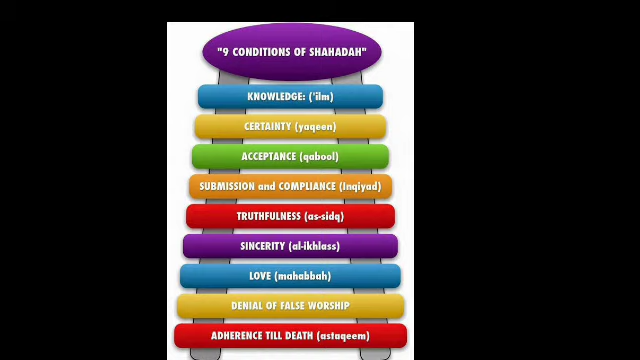 "9 CONDITIONS OF SHAHADAH"
KNOWLEDGE: ('ilm)
CERTAINTY (yaqeen)
ACCEPTANCE (qabool)
SUBMISSION and COMPLIANCE (Inqiyad)
TRUTHFULNESS (as-sidq)
SINCERITY (al-ikhlass)
LOVE (mahabbah)
DENIAL OF FALSE WORSHIP
ADHERENCE TILL DEATH (astaqeem)